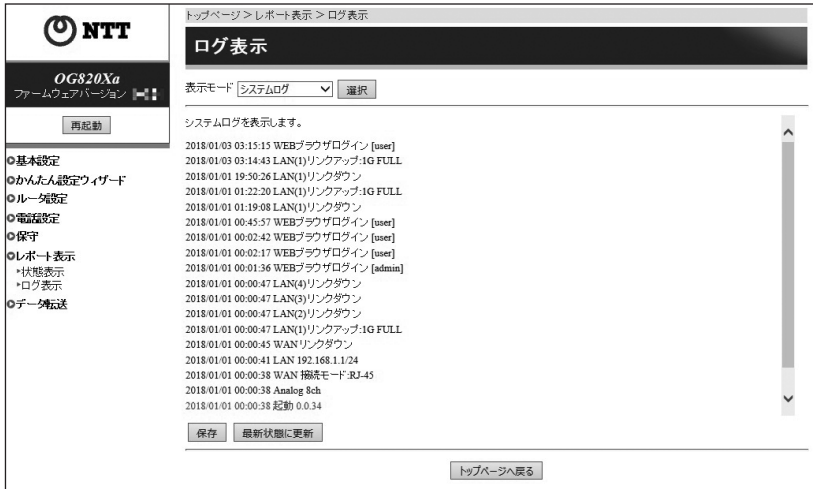 トップページ > レポート表示 > ログ表示
NTT
ログ表示
OG820Xa
ファームウェアバージョン
再起動
基本設定
かんたん設定ウィザード
ルータ設定
電話設定
保守
レポート表示
状態表示
ログ表示
データ転送
表示モード システムログ 選択
システムログを表示します。
2018/01/03 03:15:15 WEBブラウザログイン [user]
2018/01/03 03:14:43 LAN(1)リンクアップ:1G FULL
2018/01/01 19:50:26 LAN(1)リンクダウン
2018/01/01 01:22:20 LAN(1)リンクアップ:1G FULL
2018/01/01 01:19:08 LAN(1)リンクダウン
2018/01/01 00:45:57 WEBブラウザログイン [user]
2018/01/01 00:02:42 WEBブラウザログイン [user]
2018/01/01 00:02:17 WEBブラウザログイン [user]
2018/01/01 00:01:36 WEBブラウザログイン [admin]
2018/01/01 00:00:47 LAN(4)リンクダウン
2018/01/01 00:00:47 LAN(3)リンクダウン
2018/01/01 00:00:47 LAN(2)リンクダウン
2018/01/01 00:00:47 LAN(1)リンクアップ:1G FULL
2018/01/01 00:00:45 WANリンクダウン
2018/01/01 00:00:41 LAN 192.168.1.1/24
2018/01/01 00:00:38 WAN 接続モード:RJ-45
2018/01/01 00:00:38 Analog 8ch
2018/01/01 00:00:38 起動 0.0.34
保存 最新状態に更新
トップページへ戻る